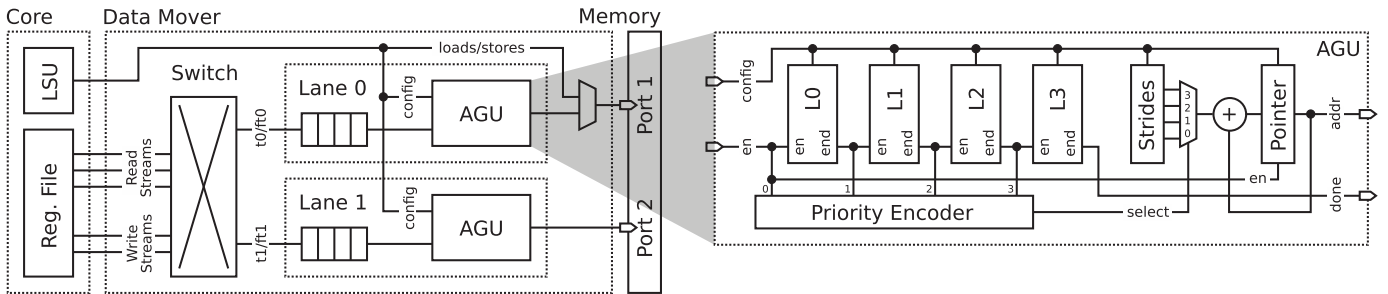 Core
Data Mover
Memory
LSU
Reg. File
Read
Streams
Write
Streams
Switch
loads/stores
t0/ft0
t1/ft1
Lane 0
config
AGU
Lane 1
config
AGU
Port 1
Port 2
AGU
config
en
L0
en
end
L1
en
end
L2
en
end
L3
en
end
Strides
3
2
1
0
+
Pointer
addr
en
done
0
1
2
3
Priority Encoder
select